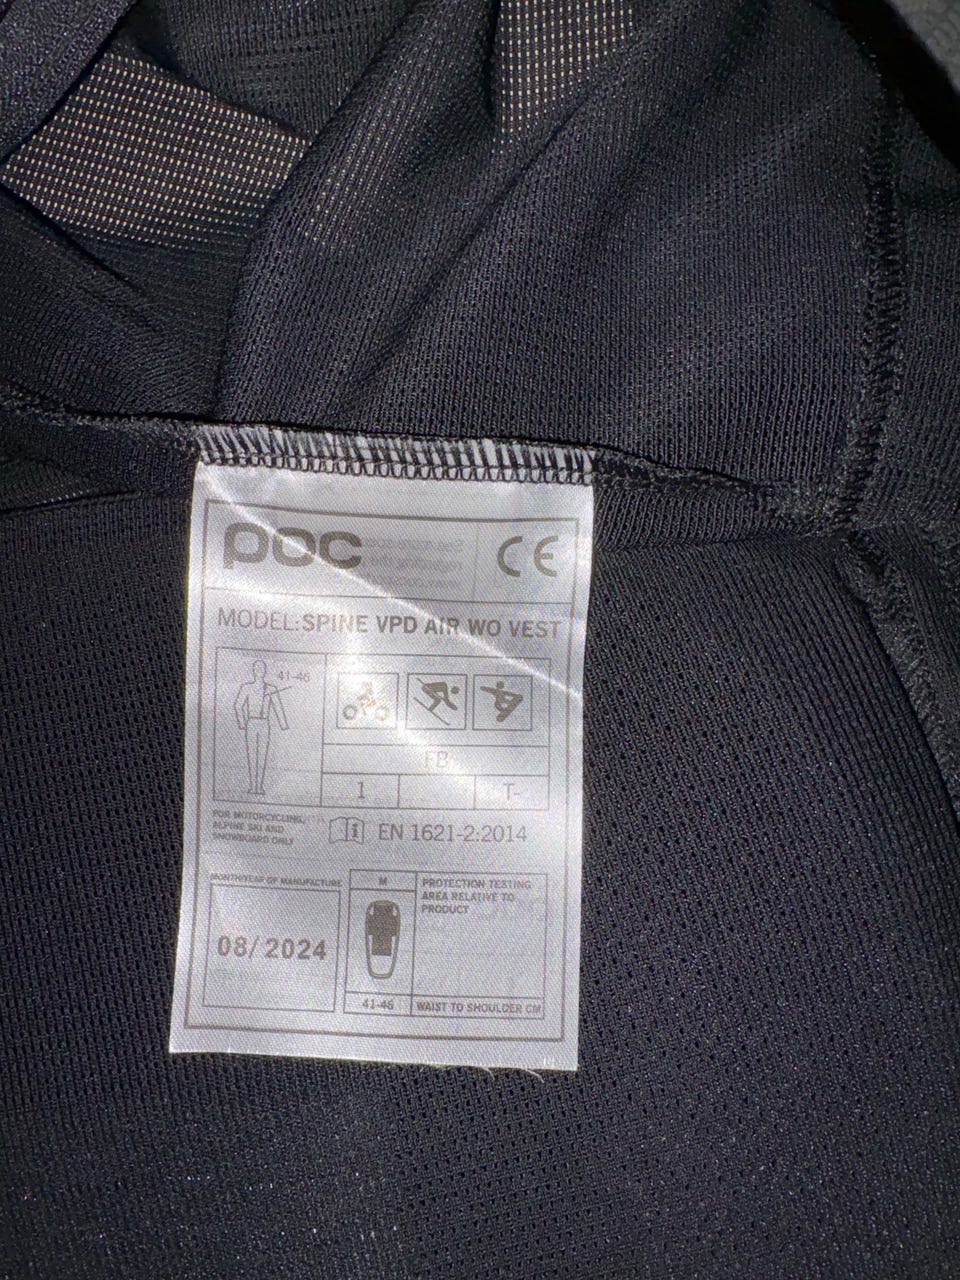 poc
CE
MODEL:SPINE VPD AIR WO VEST
41-46
FB
1
T-
FOR MOTORCYCLING,
ALPINE SKI AND
SNOWBOARD ONLY
i EN 1621-2:2014
MONTH/YEAR OF MANUFACTURE
08/2024
M
PROTECTION TESTING
AREA RELATIVE TO
PRODUCT
41-46
WAIST TO SHOULDER CM